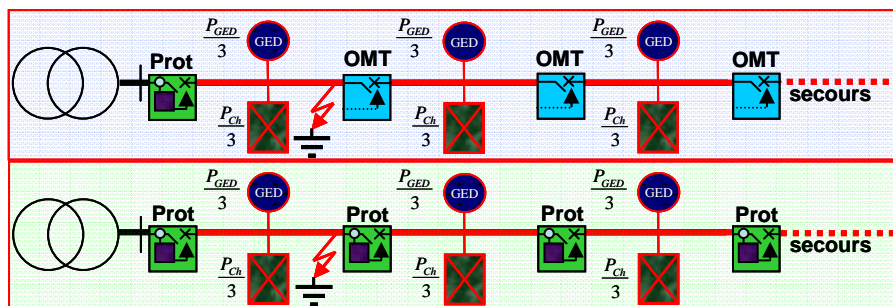 P_GED/3 P_GED/3 P_GED/3
GED GED GED
Prot OMT OMT OMT
secours
P_Ch/3 P_Ch/3 P_Ch/3
P_GED/3 P_GED/3 P_GED/3
GED GED GED
Prot Prot Prot Prot
secours
P_Ch/3 P_Ch/3 P_Ch/3